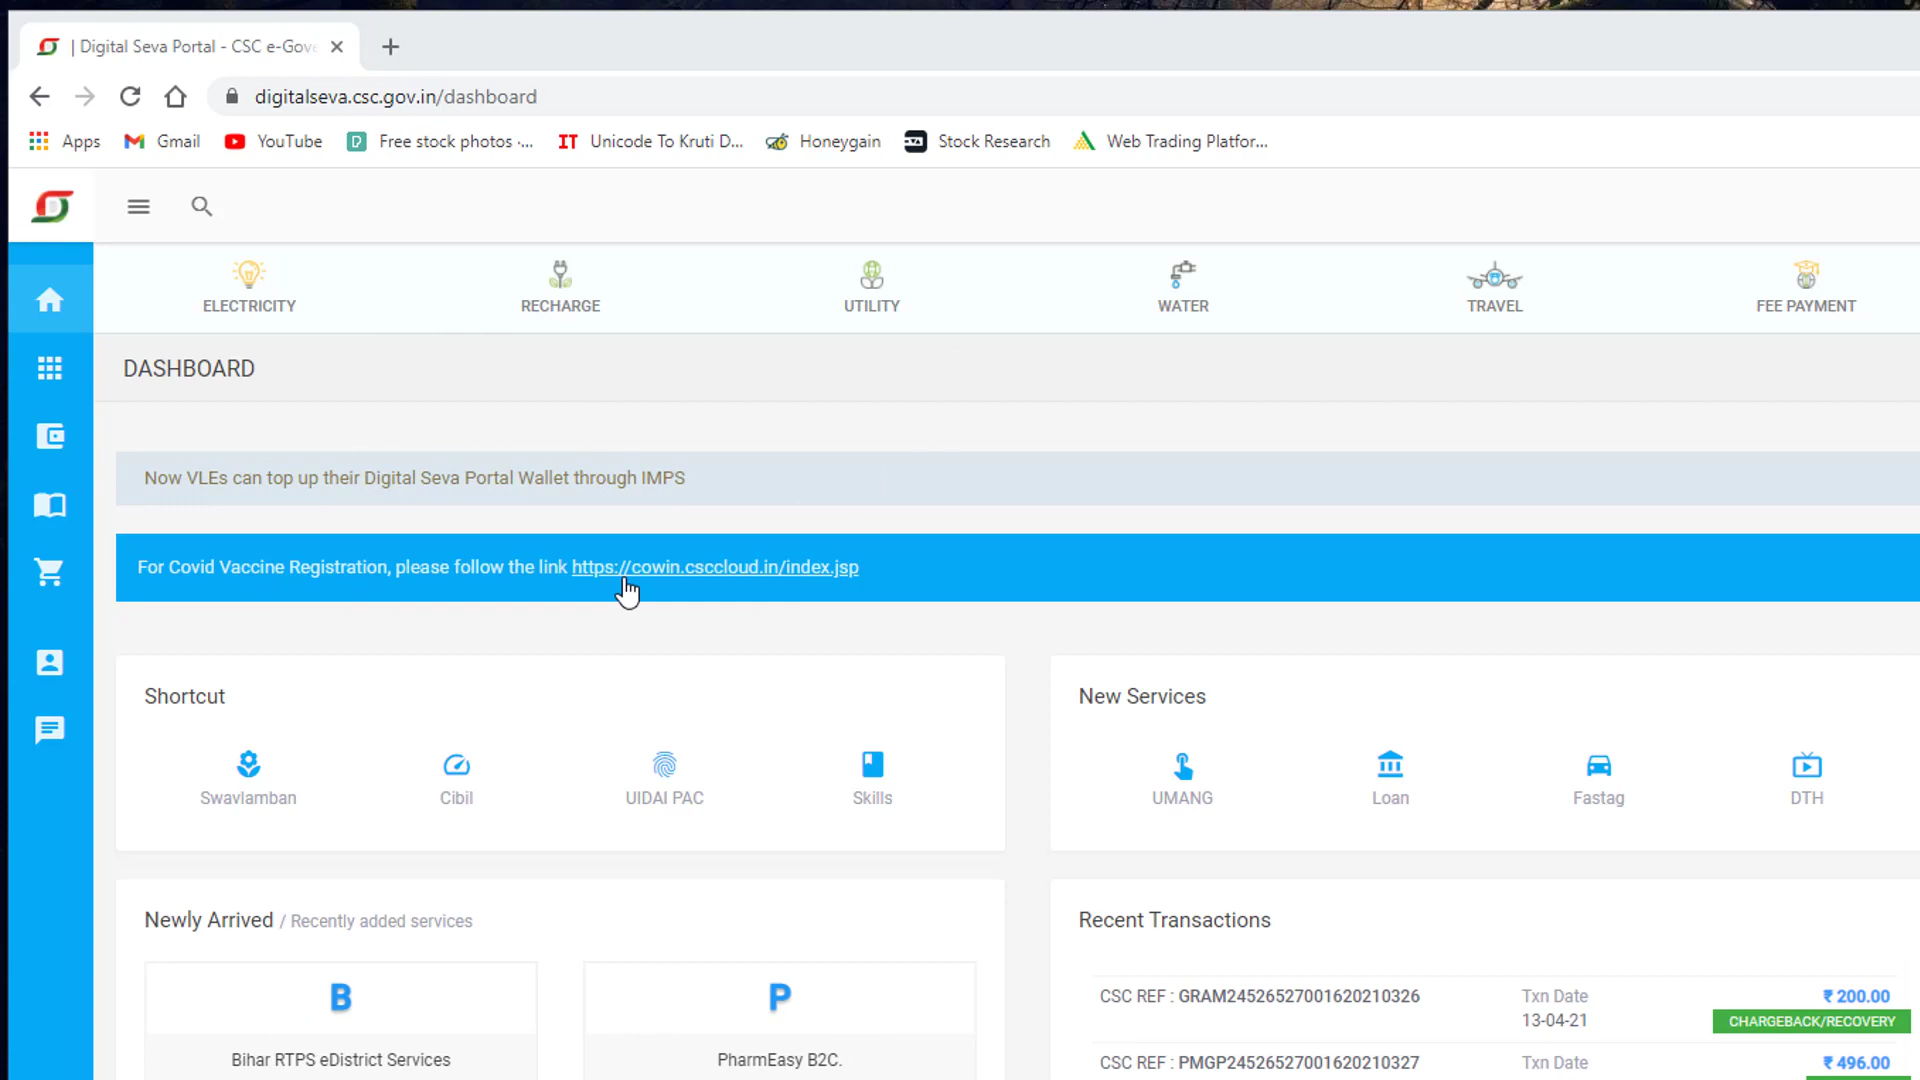 | Digital Seva Portal - CSC e-Gove
digitalseva.csc.gov.in/dashboard
Apps
Gmail
YouTube
Free stock photos ·...
IT Unicode To Kruti D...
Honeygain
Stock Research
Web Trading Platfor...
ELECTRICITY
RECHARGE
UTILITY
WATER
TRAVEL
FEE PAYMENT
DASHBOARD
Now VLEs can top up their Digital Seva Portal Wallet through IMPS
For Covid Vaccine Registration, please follow the link https://cowin.csccloud.in/index.jsp
Shortcut
Swavlamban
Cibil
UIDAI PAC
Skills
New Services
UMANG
Loan
Fastag
DTH
Newly Arrived / Recently added services
B
Bihar RTPS eDistrict Services
P
PharmEasy B2C.
Recent Transactions
CSC REF : GRAM24526527001620210326
Txn Date
13-04-21
₹ 200.00
CHARGEBACK/RECOVERY
CSC REF : PMGP24526527001620210327
Txn Date
₹ 496.00